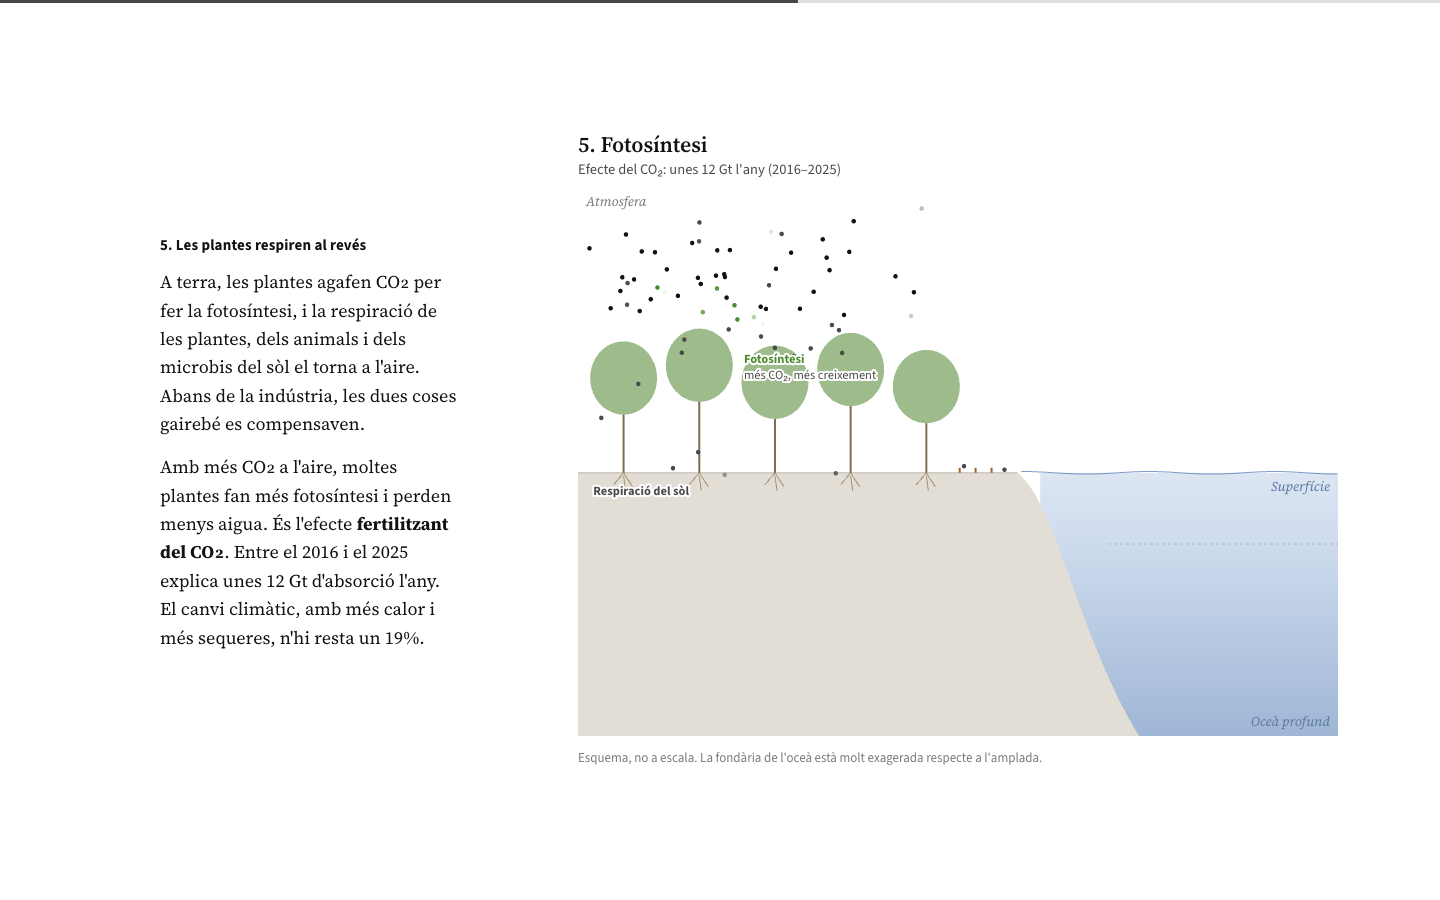 5. Les plantes respiren al revés
A terra, les plantes agafen CO₂ per
fer la fotosíntesi, i la respiració de
les plantes, dels animals i dels
microbis del sòl el torna a l'aire.
Abans de la indústria, les dues coses
gairebé es compensaven.
Amb més CO₂ a l'aire, moltes
plantes fan més fotosíntesi i perden
menys aigua. És l'efecte fertilitzant
del CO₂. Entre el 2016 i el 2025
explica unes 12 Gt d'absorció l'any.
El canvi climàtic, amb més calor i
més sequeres, n'hi resta un 19%.
5. Fotosíntesi
Efecte del CO₂: unes 12 Gt l'any (2016–2025)
Atmosfera
Fotosíntesi
més CO₂, més creixement
Respiració del sòl
Superfície
Oceà profund
Esquema, no a escala. La fondària de l'oceà està molt exagerada respecte a l'amplada.